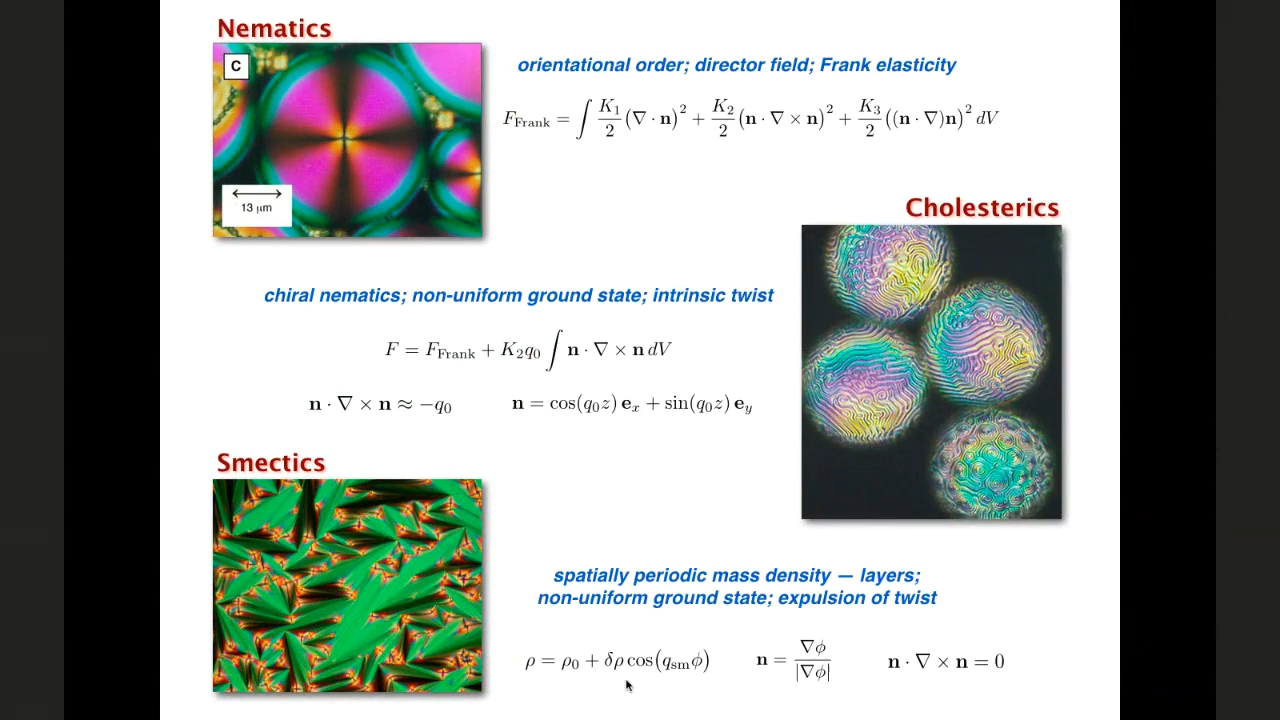 Nematics
C
13 μm
orientational order; director field; Frank elasticity
F_Frank = ∫ K₁/2 (∇ · n)² + K₂/2 (n · ∇ × n)² + K₃/2 ((n · ∇)n)² dV
Cholesterics
chiral nematics; non-uniform ground state; intrinsic twist
F = F_Frank + K₂q₀ ∫ n · ∇ × n dV
n · ∇ × n ≈ −q₀
n = cos(q₀z) e_x + sin(q₀z) e_y
Smectics
spatially periodic mass density — layers;
non-uniform ground state; expulsion of twist
ρ = ρ₀ + δρ cos(q_sm ϕ)
n = ∇ϕ/|∇ϕ|
n · ∇ × n = 0